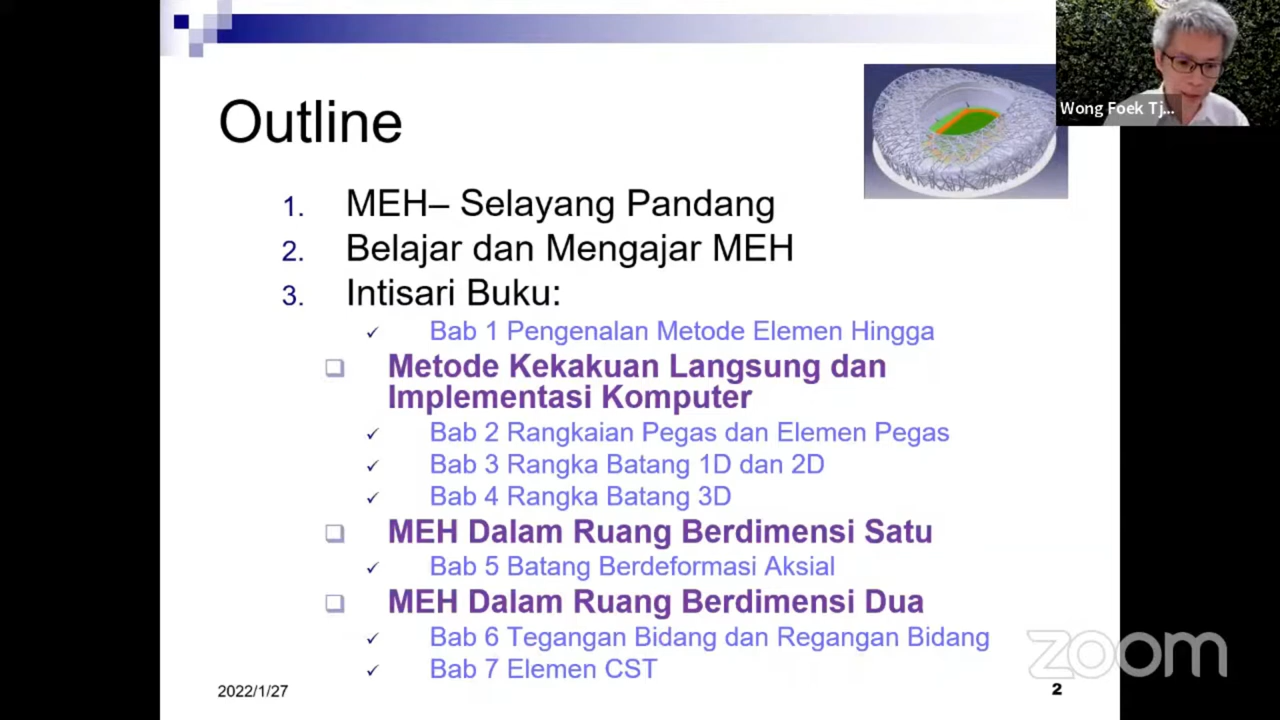 Outline
Wong Foek Tj...
1. MEH– Selayang Pandang
2. Belajar dan Mengajar MEH
3. Intisari Buku:
✓ Bab 1 Pengenalan Metode Elemen Hingga
❑ Metode Kekakuan Langsung dan
Implementasi Komputer
✓ Bab 2 Rangkaian Pegas dan Elemen Pegas
✓ Bab 3 Rangka Batang 1D dan 2D
✓ Bab 4 Rangka Batang 3D
❑ MEH Dalam Ruang Berdimensi Satu
✓ Bab 5 Batang Berdeformasi Aksial
❑ MEH Dalam Ruang Berdimensi Dua
✓ Bab 6 Tegangan Bidang dan Regangan Bidang
✓ Bab 7 Elemen CST
zoom
2022/1/27
2